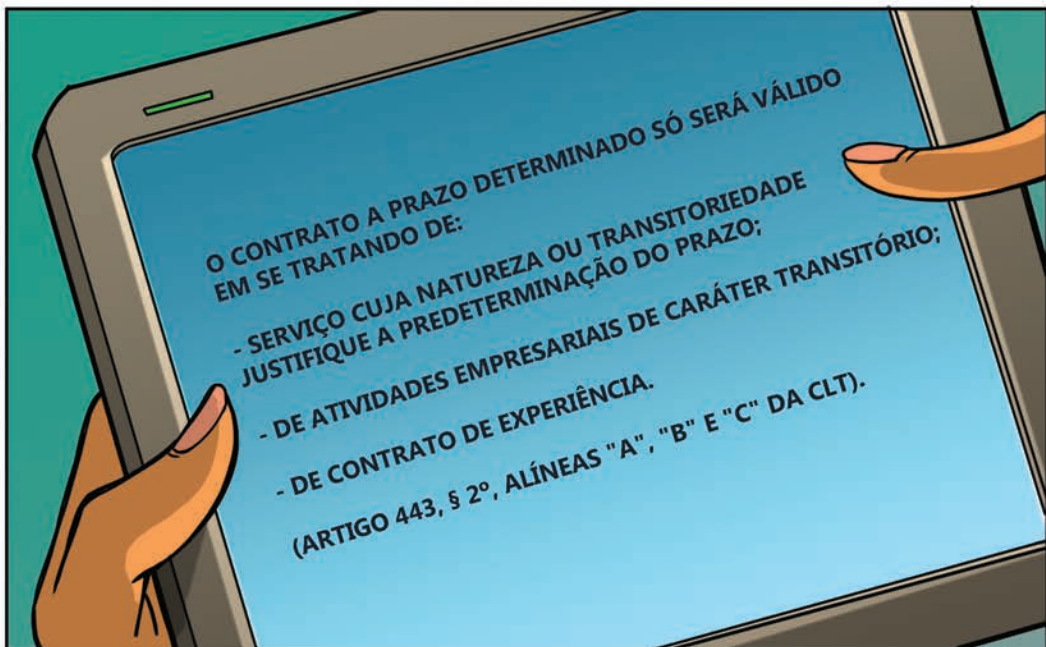 O CONTRATO A PRAZO DETERMINADO SÓ SERÁ VÁLIDO
EM SE TRATANDO DE:
- SERVIÇO CUJA NATUREZA OU TRANSITORIEDADE
JUSTIFIQUE A PREDETERMINAÇÃO DO PRAZO;
- DE ATIVIDADES EMPRESARIAIS DE CARÁTER TRANSITÓRIO;
- DE CONTRATO DE EXPERIÊNCIA.
(ARTIGO 443, § 2º, ALÍNEAS "A", "B" E "C" DA CLT).